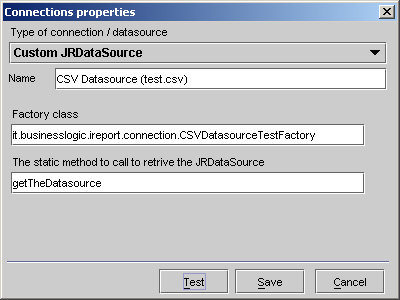 Connections properties
Type of connection / datasource
Custom JRDataSource
Name CSV Datasource (test.csv)
Factory class
it.businesslogic.ireport.connection.CSVDatasourceTestFactory
The static method to call to retrive the JRDataSource
getTheDatasource
Test Save Cancel